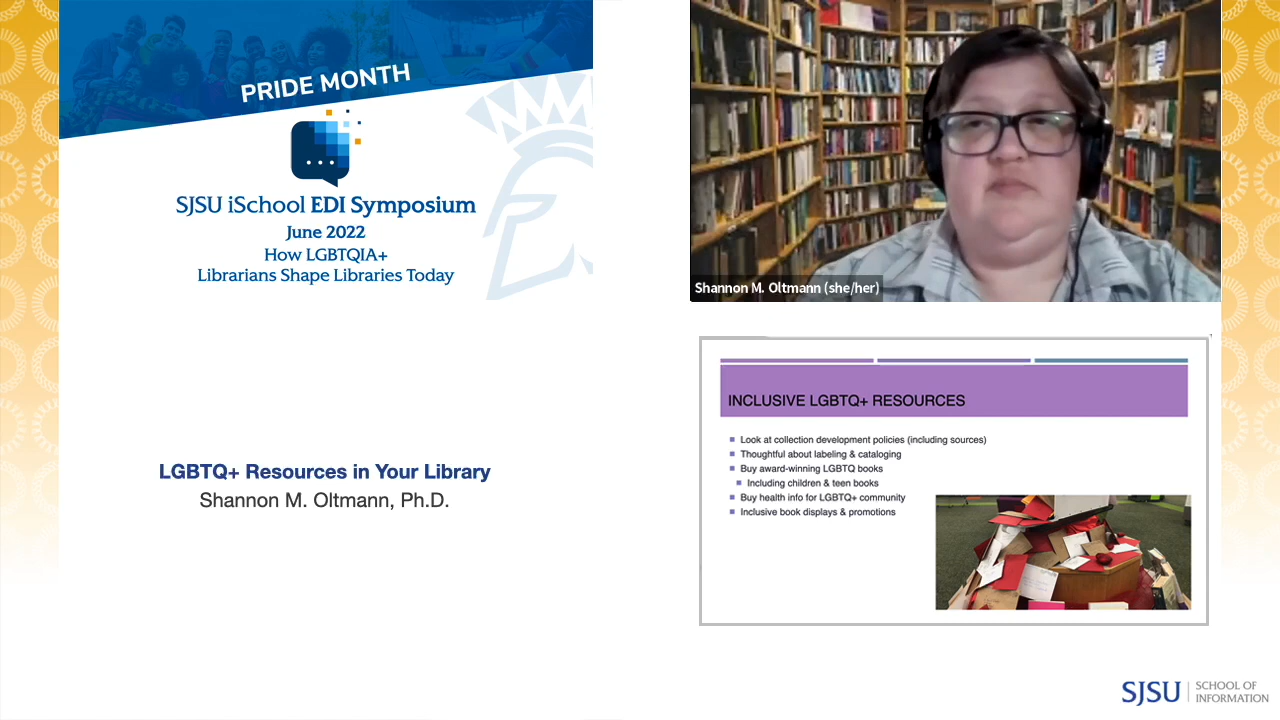 PRIDE MONTH
SJSU iSchool EDI Symposium
June 2022
How LGBTQIA+
Librarians Shape Libraries Today
LGBTQ+ Resources in Your Library
Shannon M. Oltmann, Ph.D.
Shannon M. Oltmann (she/her)
INCLUSIVE LGBTQ+ RESOURCES
Look at collection development policies (including sources)
Thoughtful about labeling & cataloging
Buy award-winning LGBTQ books
Including children & teen books
Buy health info for LGBTQ+ community
Inclusive book displays & promotions
SJSU SCHOOL OF
INFORMATION